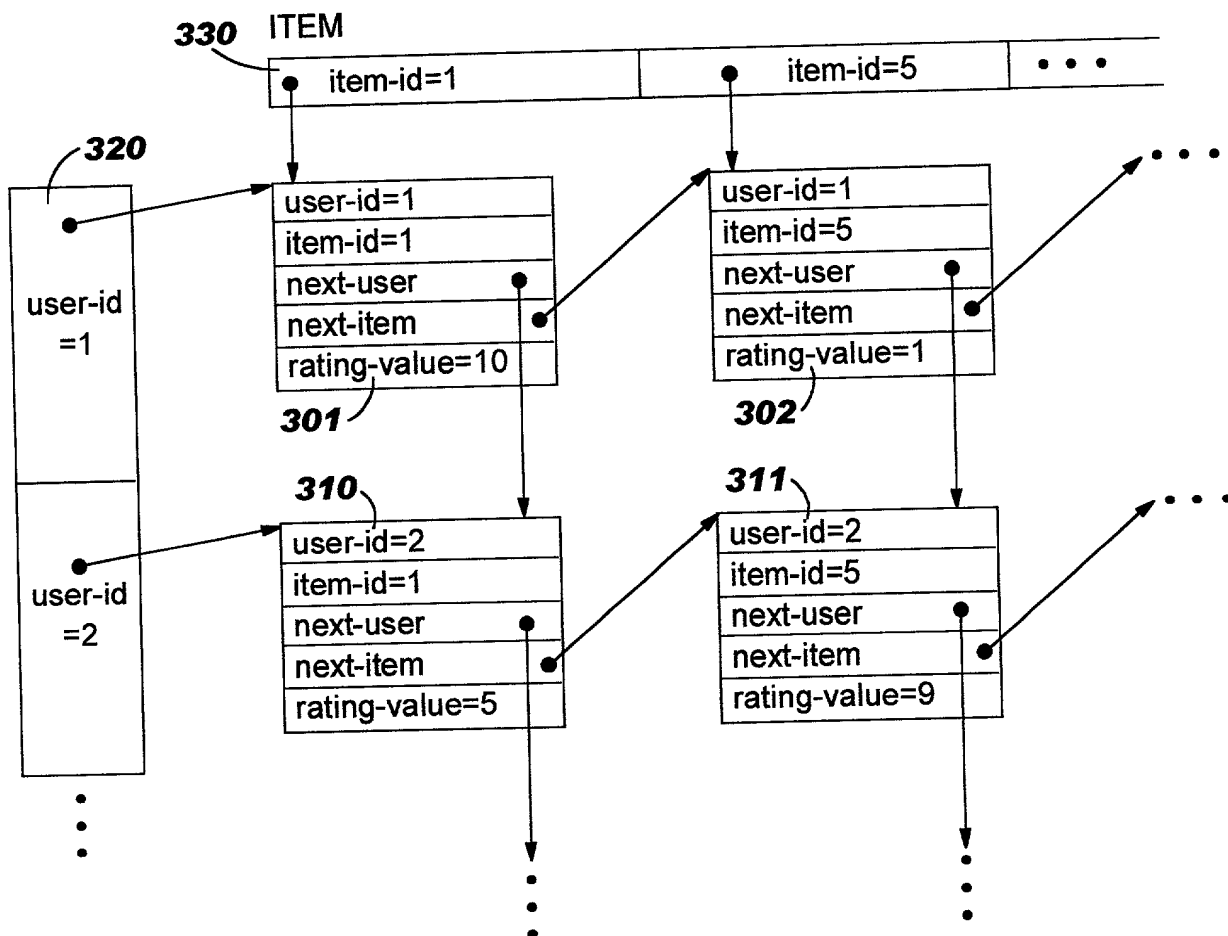 ITEM
330
item-id=1
item-id=5
320
user-id
=1
user-id
=2
user-id=1
item-id=1
next-user
next-item
rating-value=10
301
user-id=1
item-id=5
next-user
next-item
rating-value=1
302
310
user-id=2
item-id=1
next-user
next-item
rating-value=5
311
user-id=2
item-id=5
next-user
next-item
rating-value=9